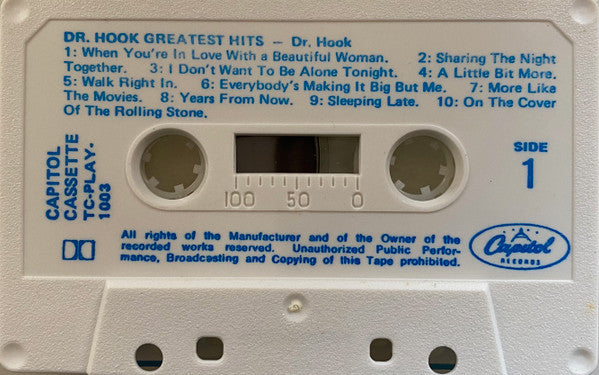 DR. HOOK GREATEST HITS — Dr. Hook
1: When You're In Love With a Beautiful Woman. 2: Sharing The Night
Together. 3: I Don't Want To Be Alone Tonight. 4: A Little Bit More.
5: Walk Right In. 6: Everybody's Making It Big But Me. 7: More Like
The Movies. 8: Years From Now. 9: Sleeping Late. 10: On The Cover
Of The Rolling Stone.
CAPITOL
CASSETTE
TC-PLAY-
1003
SIDE
1
100 50 0
All rights of the Manufacturer and of the Owner of the
recorded works reserved. Unauthorized Public Perfor-
mance, Broadcasting and Copying of this Tape prohibited.
Capitol
RECORDS